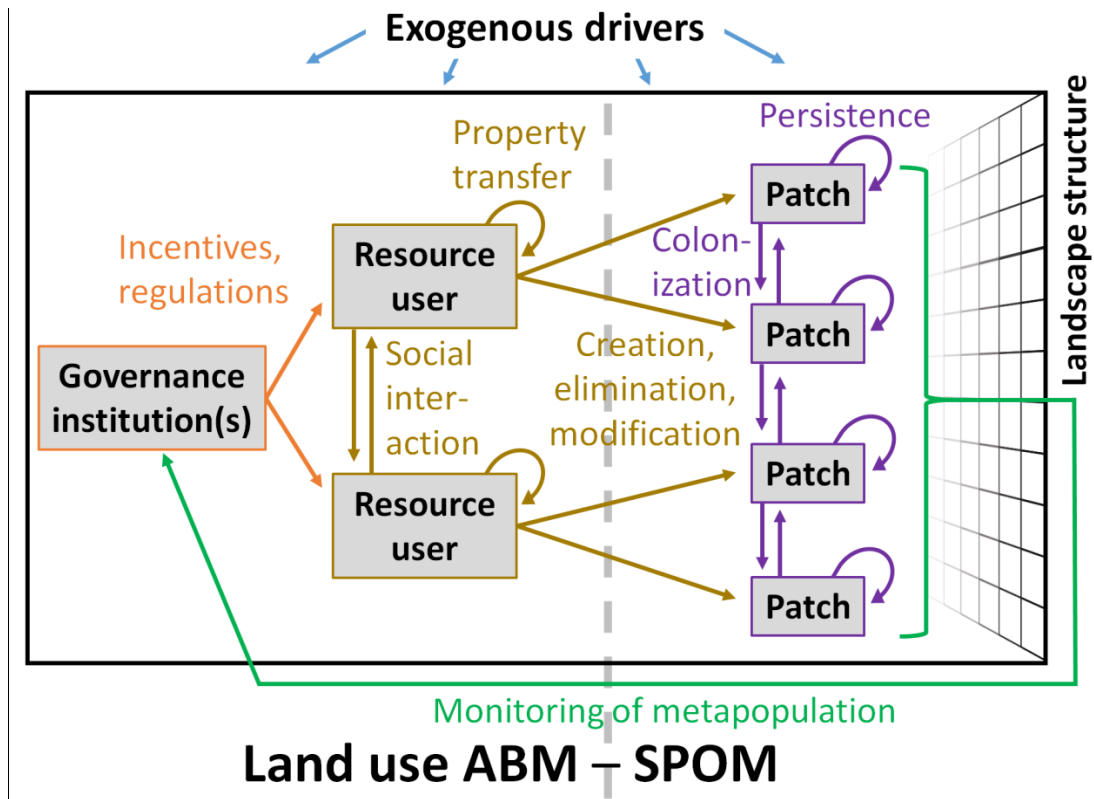 Exogenous drivers
Property
transfer
Persistence
Landscape structure
Patch
Incentives,
regulations
Resource
user
Colon-
ization
Patch
Governance
institution(s)
Social
inter-
action
Creation,
elimination,
modification
Patch
Resource
user
Patch
Monitoring of metapopulation
Land use ABM – SPOM